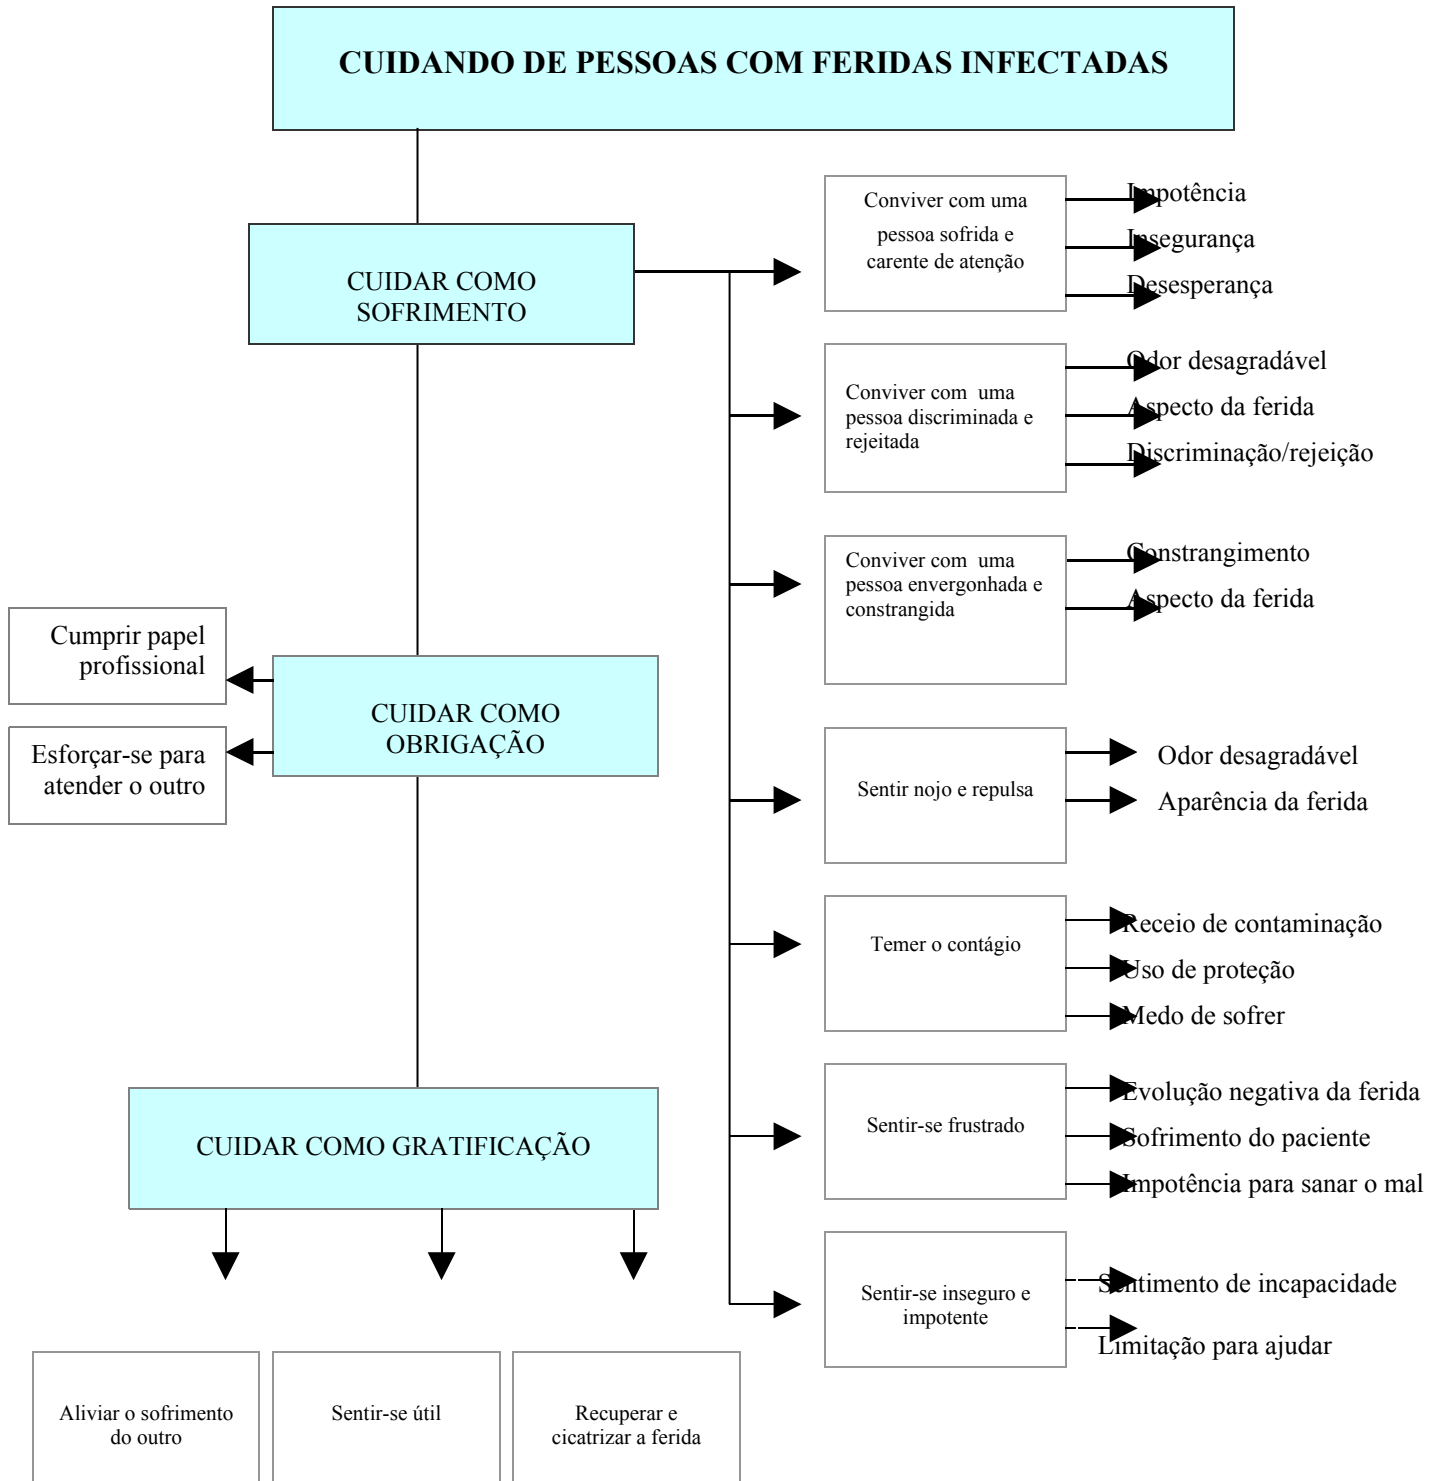 CUIDANDO DE PESSOAS COM FERIDAS INFECTADAS
CUIDAR COMO
SOFRIMENTO
Conviver com uma
pessoa sofrida e
carente de atenção
Impotência
Insegurança
Desesperança
Conviver com uma
pessoa discriminada e
rejeitada
Odor desagradável
Aspecto da ferida
Discriminação/rejeição
Conviver com uma
pessoa envergonhada e
constrangida
Constrangimento
Aspecto da ferida
Cumprir papel
profissional
Esforçar-se para
atender o outro
CUIDAR COMO
OBRIGAÇÃO
Sentir nojo e repulsa
Odor desagradável
Aparência da ferida
Temer o contágio
Receio de contaminação
Uso de proteção
Medo de sofrer
Sentir-se frustrado
Evolução negativa da ferida
Sofrimento do paciente
Impotência para sanar o mal
CUIDAR COMO GRATIFICAÇÃO
Sentir-se inseguro e
impotente
Sentimento de incapacidade
Limitação para ajudar
Aliviar o sofrimento
do outro
Sentir-se útil
Recuperar e
cicatrizar a ferida